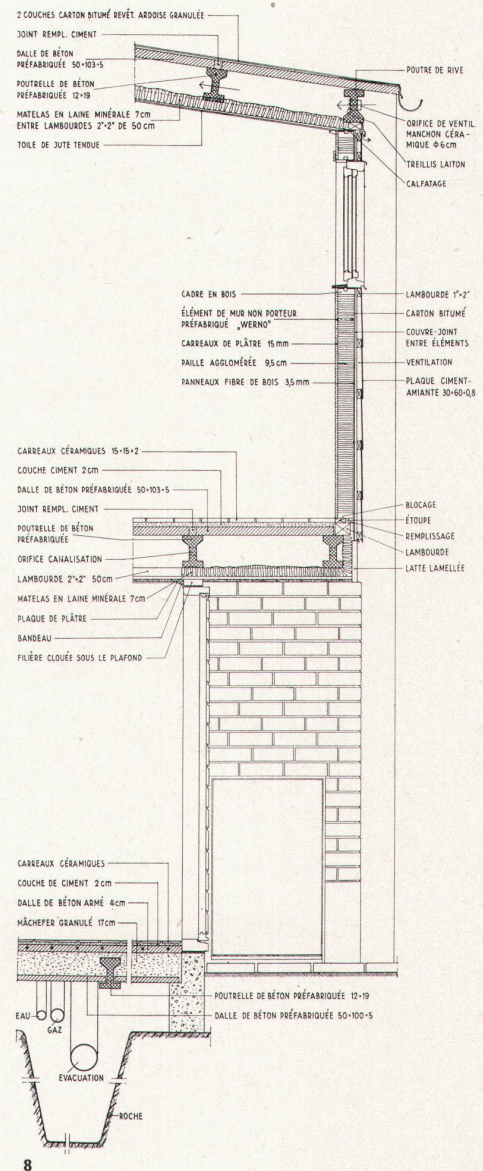 2 COUCHES CARTON BITUMÉ REVÊT. ARDOISE GRANULÉE
JOINT REMPL. CIMENT
DALLE DE BÉTON
PRÉFABRIQUÉE 50×103×5
POUTRELLE DE BÉTON
PRÉFABRIQUÉE 12×19
MATELAS EN LAINE MINÉRALE 7cm
ENTRE LAMBOURDES 2"×2" DE 50 cm
TOILE DE JUTE TENDUE
POUTRE DE RIVE
ORIFICE DE VENTIL.
MANCHON CÉRA-
MIQUE Φ 6cm
TREILLIS LAITON
CALFATAGE
CADRE EN BOIS
ÉLÉMENT DE MUR NON PORTEUR
PRÉFABRIQUÉ „WERNO"
CARREAUX DE PLÂTRE 15 mm
PAILLE AGGLOMÉRÉE 9,5 cm
PANNEAUX FIBRE DE BOIS 3,5 mm
LAMBOURDE 1"×2"
CARTON BITUMÉ
COUVRE-JOINT
ENTRE ÉLÉMENTS
VENTILATION
PLAQUE CIMENT-
AMIANTE 30×60×0,8
CARREAUX CÉRAMIQUES 15×15×2
COUCHE CIMENT 2cm
DALLE DE BÉTON PRÉFABRIQUÉE 50×103×5
JOINT REMPL. CIMENT
POUTRELLE DE BÉTON
PRÉFABRIQUÉE
ORIFICE CANALISATION
LAMBOURDE 2"×2" 50cm
MATELAS EN LAINE MINÉRALE 7cm
PLAQUE DE PLÂTRE
BANDEAU
FILIÈRE CLOUÉE SOUS LE PLAFOND
BLOCAGE
ÉTOUPE
REMPLISSAGE
LAMBOURDE
LATTE LAMELLÉE
CARREAUX CÉRAMIQUES
COUCHE DE CIMENT 2 cm
DALLE DE BÉTON ARMÉ 4cm
MÂCHEFER GRANULÉ 17cm
POUTRELLE DE BÉTON PRÉFABRIQUÉE 12×19
DALLE DE BÉTON PRÉFABRIQUÉE 50×100×5
EAU
GAZ
EVACUATION
ROCHE
8